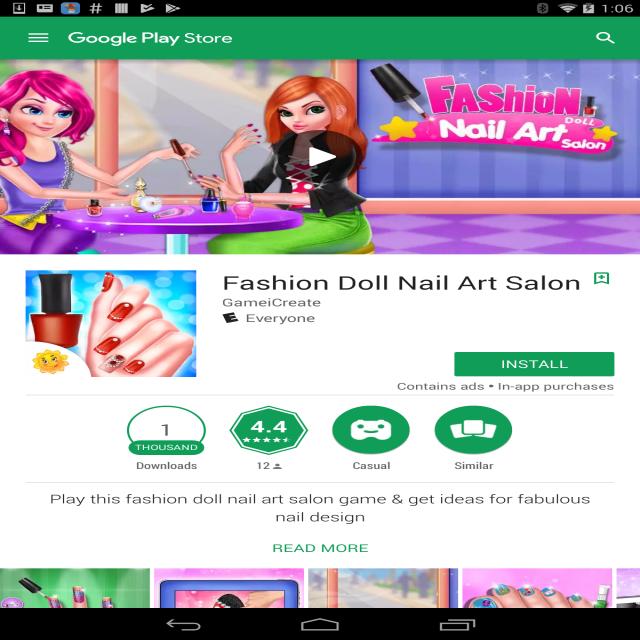 1:06
Google Play Store
FASHION
DOLL
Nail Art
Salon
Fashion Doll Nail Art Salon
GameiCreate
E Everyone
INSTALL
Contains ads • In-app purchases
1
THOUSAND
Downloads
4.4
12
Casual
Similar
Play this fashion doll nail art salon game & get ideas for fabulous
nail design
READ MORE